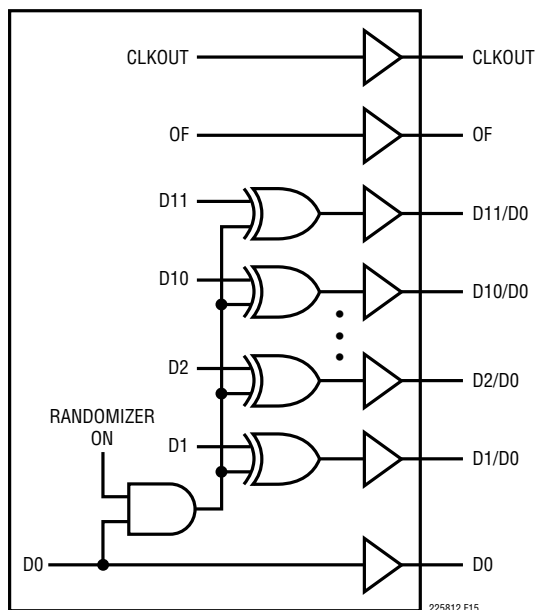 CLKOUT
CLKOUT
OF
OF
D11
D11/D0
D10
D10/D0
D2
D2/D0
RANDOMIZER
ON
D1
D1/D0
D0
D0
225812 F15